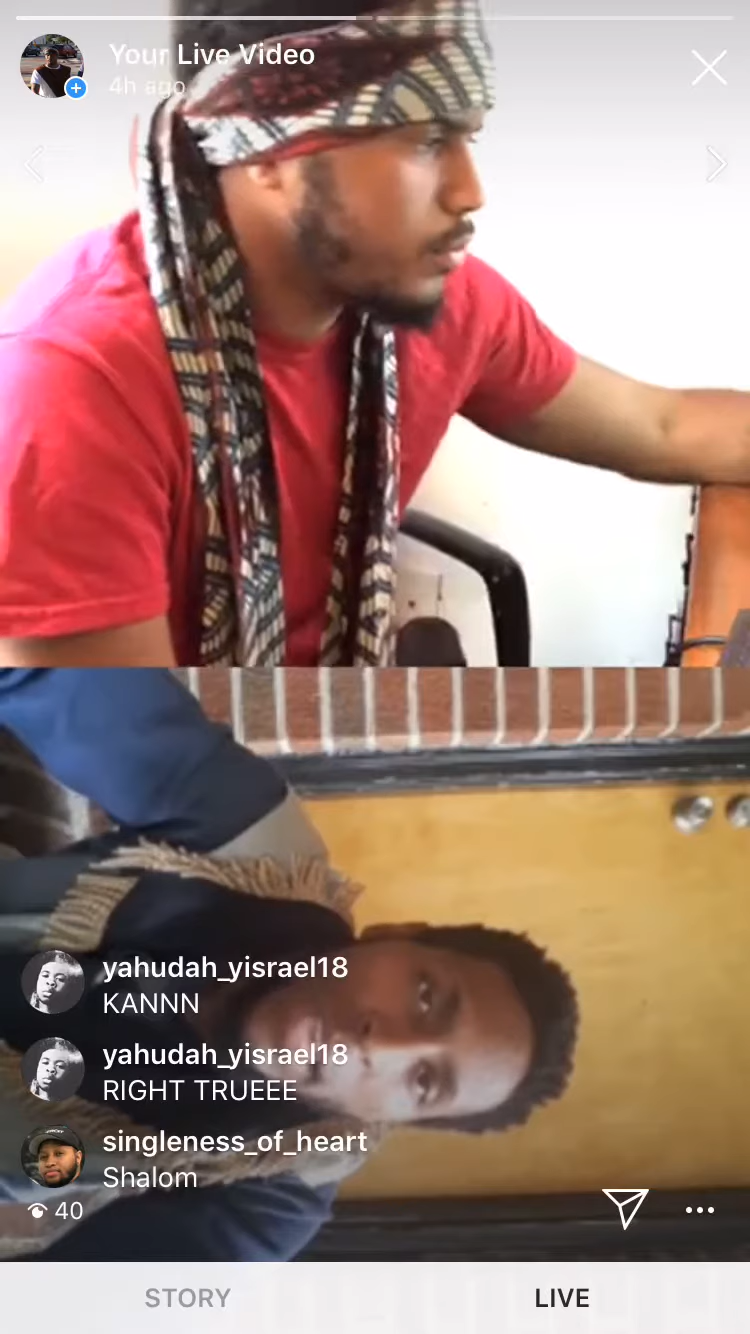 Your Live Video
4h ago
yahudah_yisrael18
KANNN
yahudah_yisrael18
RIGHT TRUEEE
singleness_of_heart
Shalom
40
STORY
LIVE